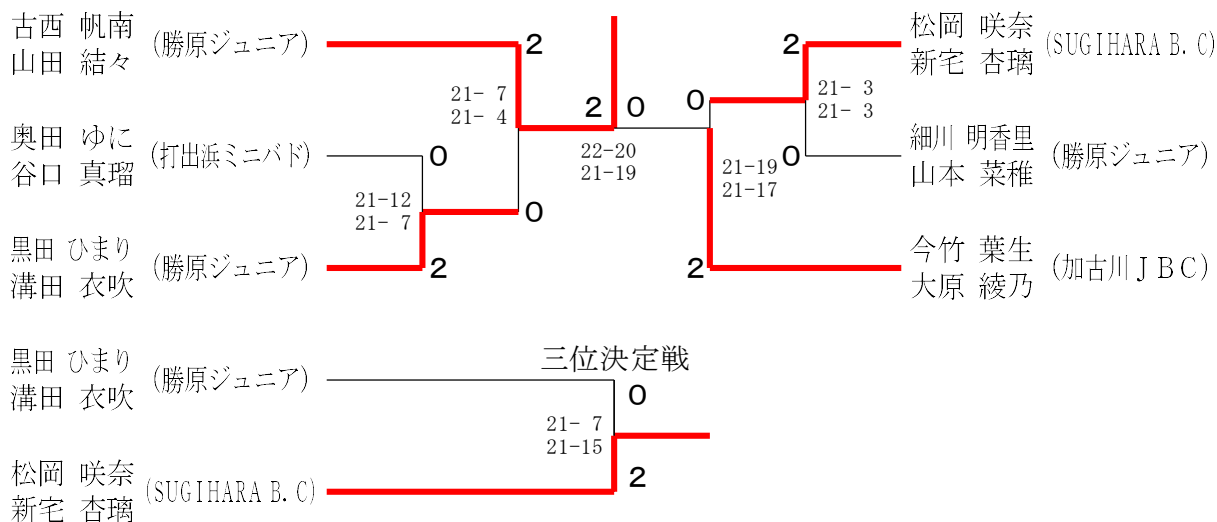 古西 帆南
山田 結々
(勝原ジュニア)
2
21- 7
21- 4
2
0
22-20
21-19
0
2
21- 3
21- 3
松岡 咲奈
新宅 杏璃
(SUGIHARA B. C)
奥田 ゆに
谷口 真瑠
(打出浜ミニバド)
0
21-12
21- 7
0
21-19
21-17
0
細川 明香里
山本 菜稚
(勝原ジュニア)
黒田 ひまり
溝田 衣吹
(勝原ジュニア)
2
2
今竹 葉生
大原 綾乃
(加古川ＪＢＣ)
三位決定戦
黒田 ひまり
溝田 衣吹
(勝原ジュニア)
0
21- 7
21-15
松岡 咲奈
新宅 杏璃
(SUGIHARA B. C)
2